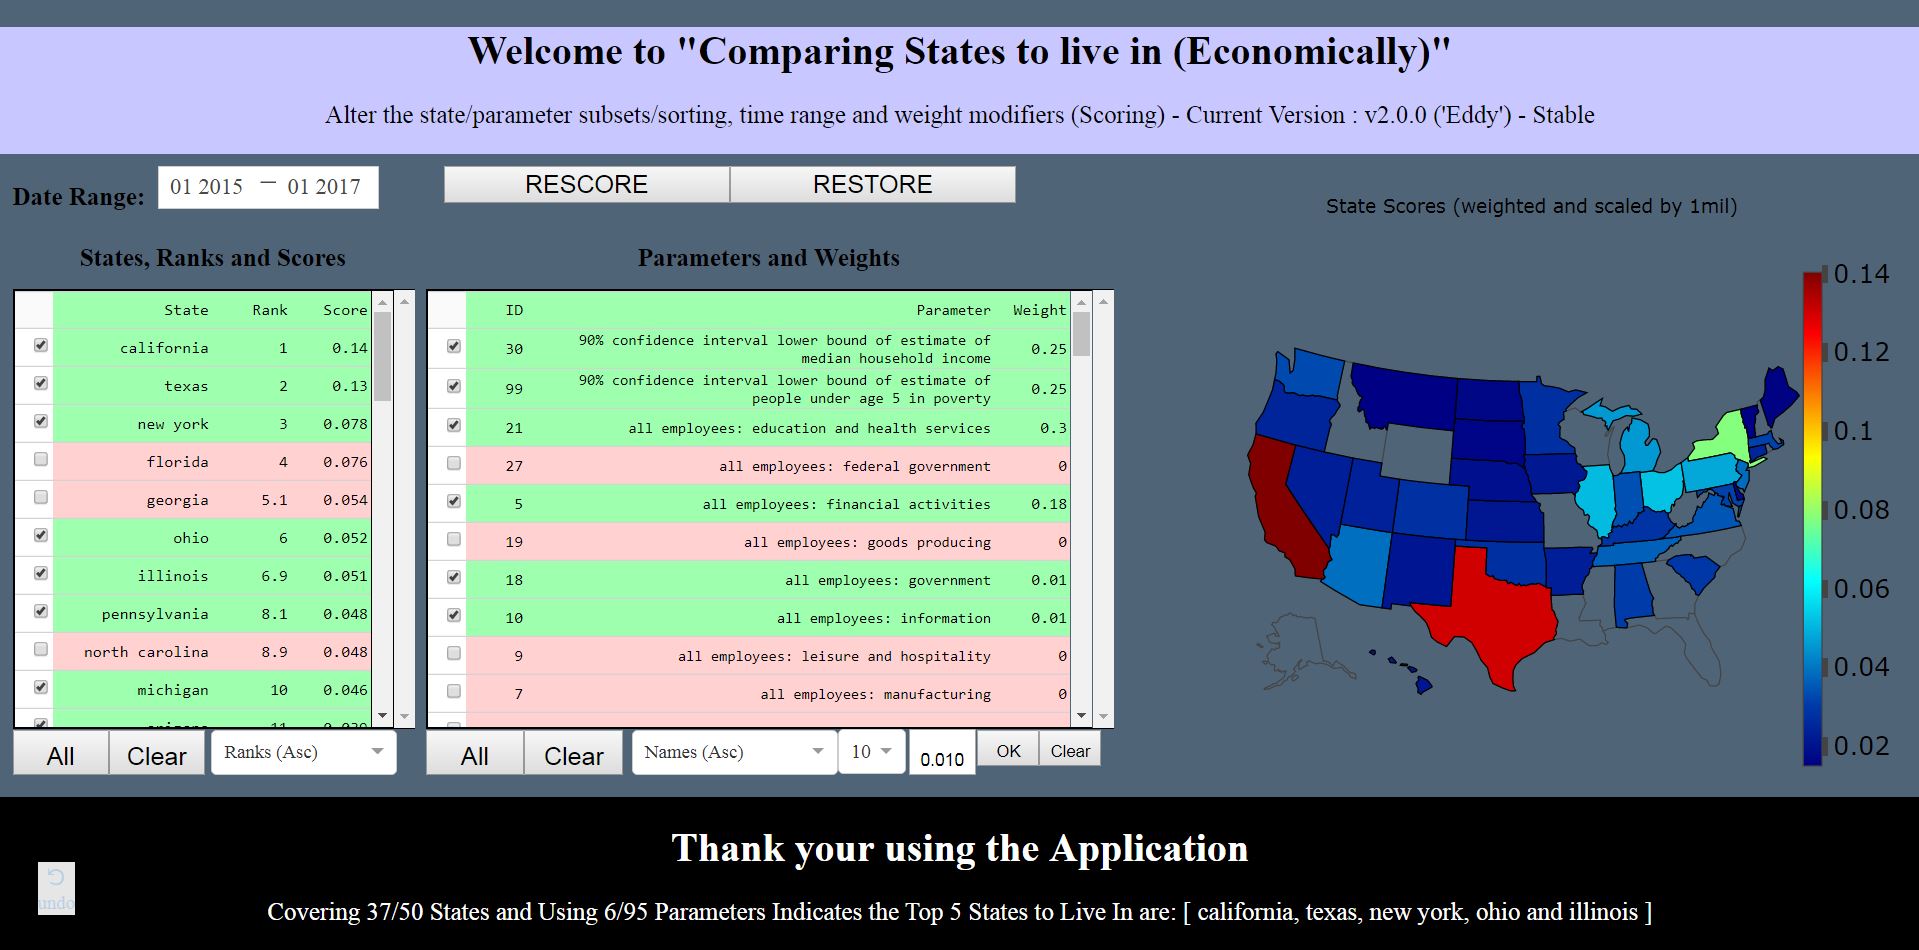 Welcome to "Comparing States to live in (Economically)"
Alter the state/parameter subsets/sorting, time range and weight modifiers (Scoring) - Current Version : v2.0.0 ('Eddy') - Stable
Date Range: 01 2015 – 01 2017
RESCORE RESTORE
State Scores (weighted and scaled by 1mil)
States, Ranks and Scores
State Rank Score
california 1 0.14
texas 2 0.13
new york 3 0.078
florida 4 0.076
georgia 5.1 0.054
ohio 6 0.052
illinois 6.9 0.051
pennsylvania 8.1 0.048
north carolina 8.9 0.048
michigan 10 0.046
All Clear Ranks (Asc)
Parameters and Weights
ID Parameter Weight
30 90% confidence interval lower bound of estimate of
median household income 0.25
99 90% confidence interval lower bound of estimate of
people under age 5 in poverty 0.25
21 all employees: education and health services 0.3
27 all employees: federal government 0
5 all employees: financial activities 0.18
19 all employees: goods producing 0
18 all employees: government 0.01
10 all employees: information 0.01
9 all employees: leisure and hospitality 0
7 all employees: manufacturing 0
All Clear Names (Asc) 10 0.010 OK Clear
0.14
0.12
0.1
0.08
0.06
0.04
0.02
Thank your using the Application
undo
Covering 37/50 States and Using 6/95 Parameters Indicates the Top 5 States to Live In are: [ california, texas, new york, ohio and illinois ]